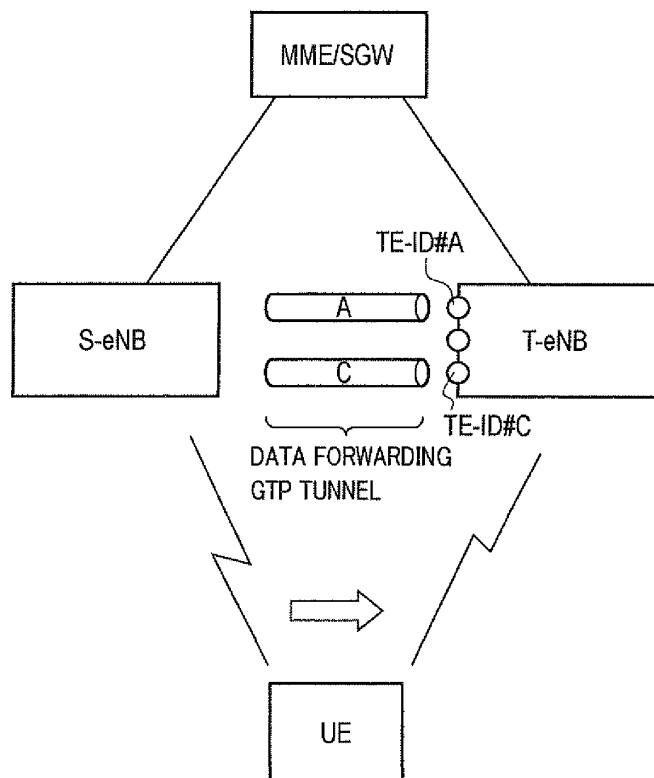 MME/SGW
TE-ID#A
S-eNB
A
T-eNB
C
TE-ID#C
DATA FORWARDING
GTP TUNNEL
UE